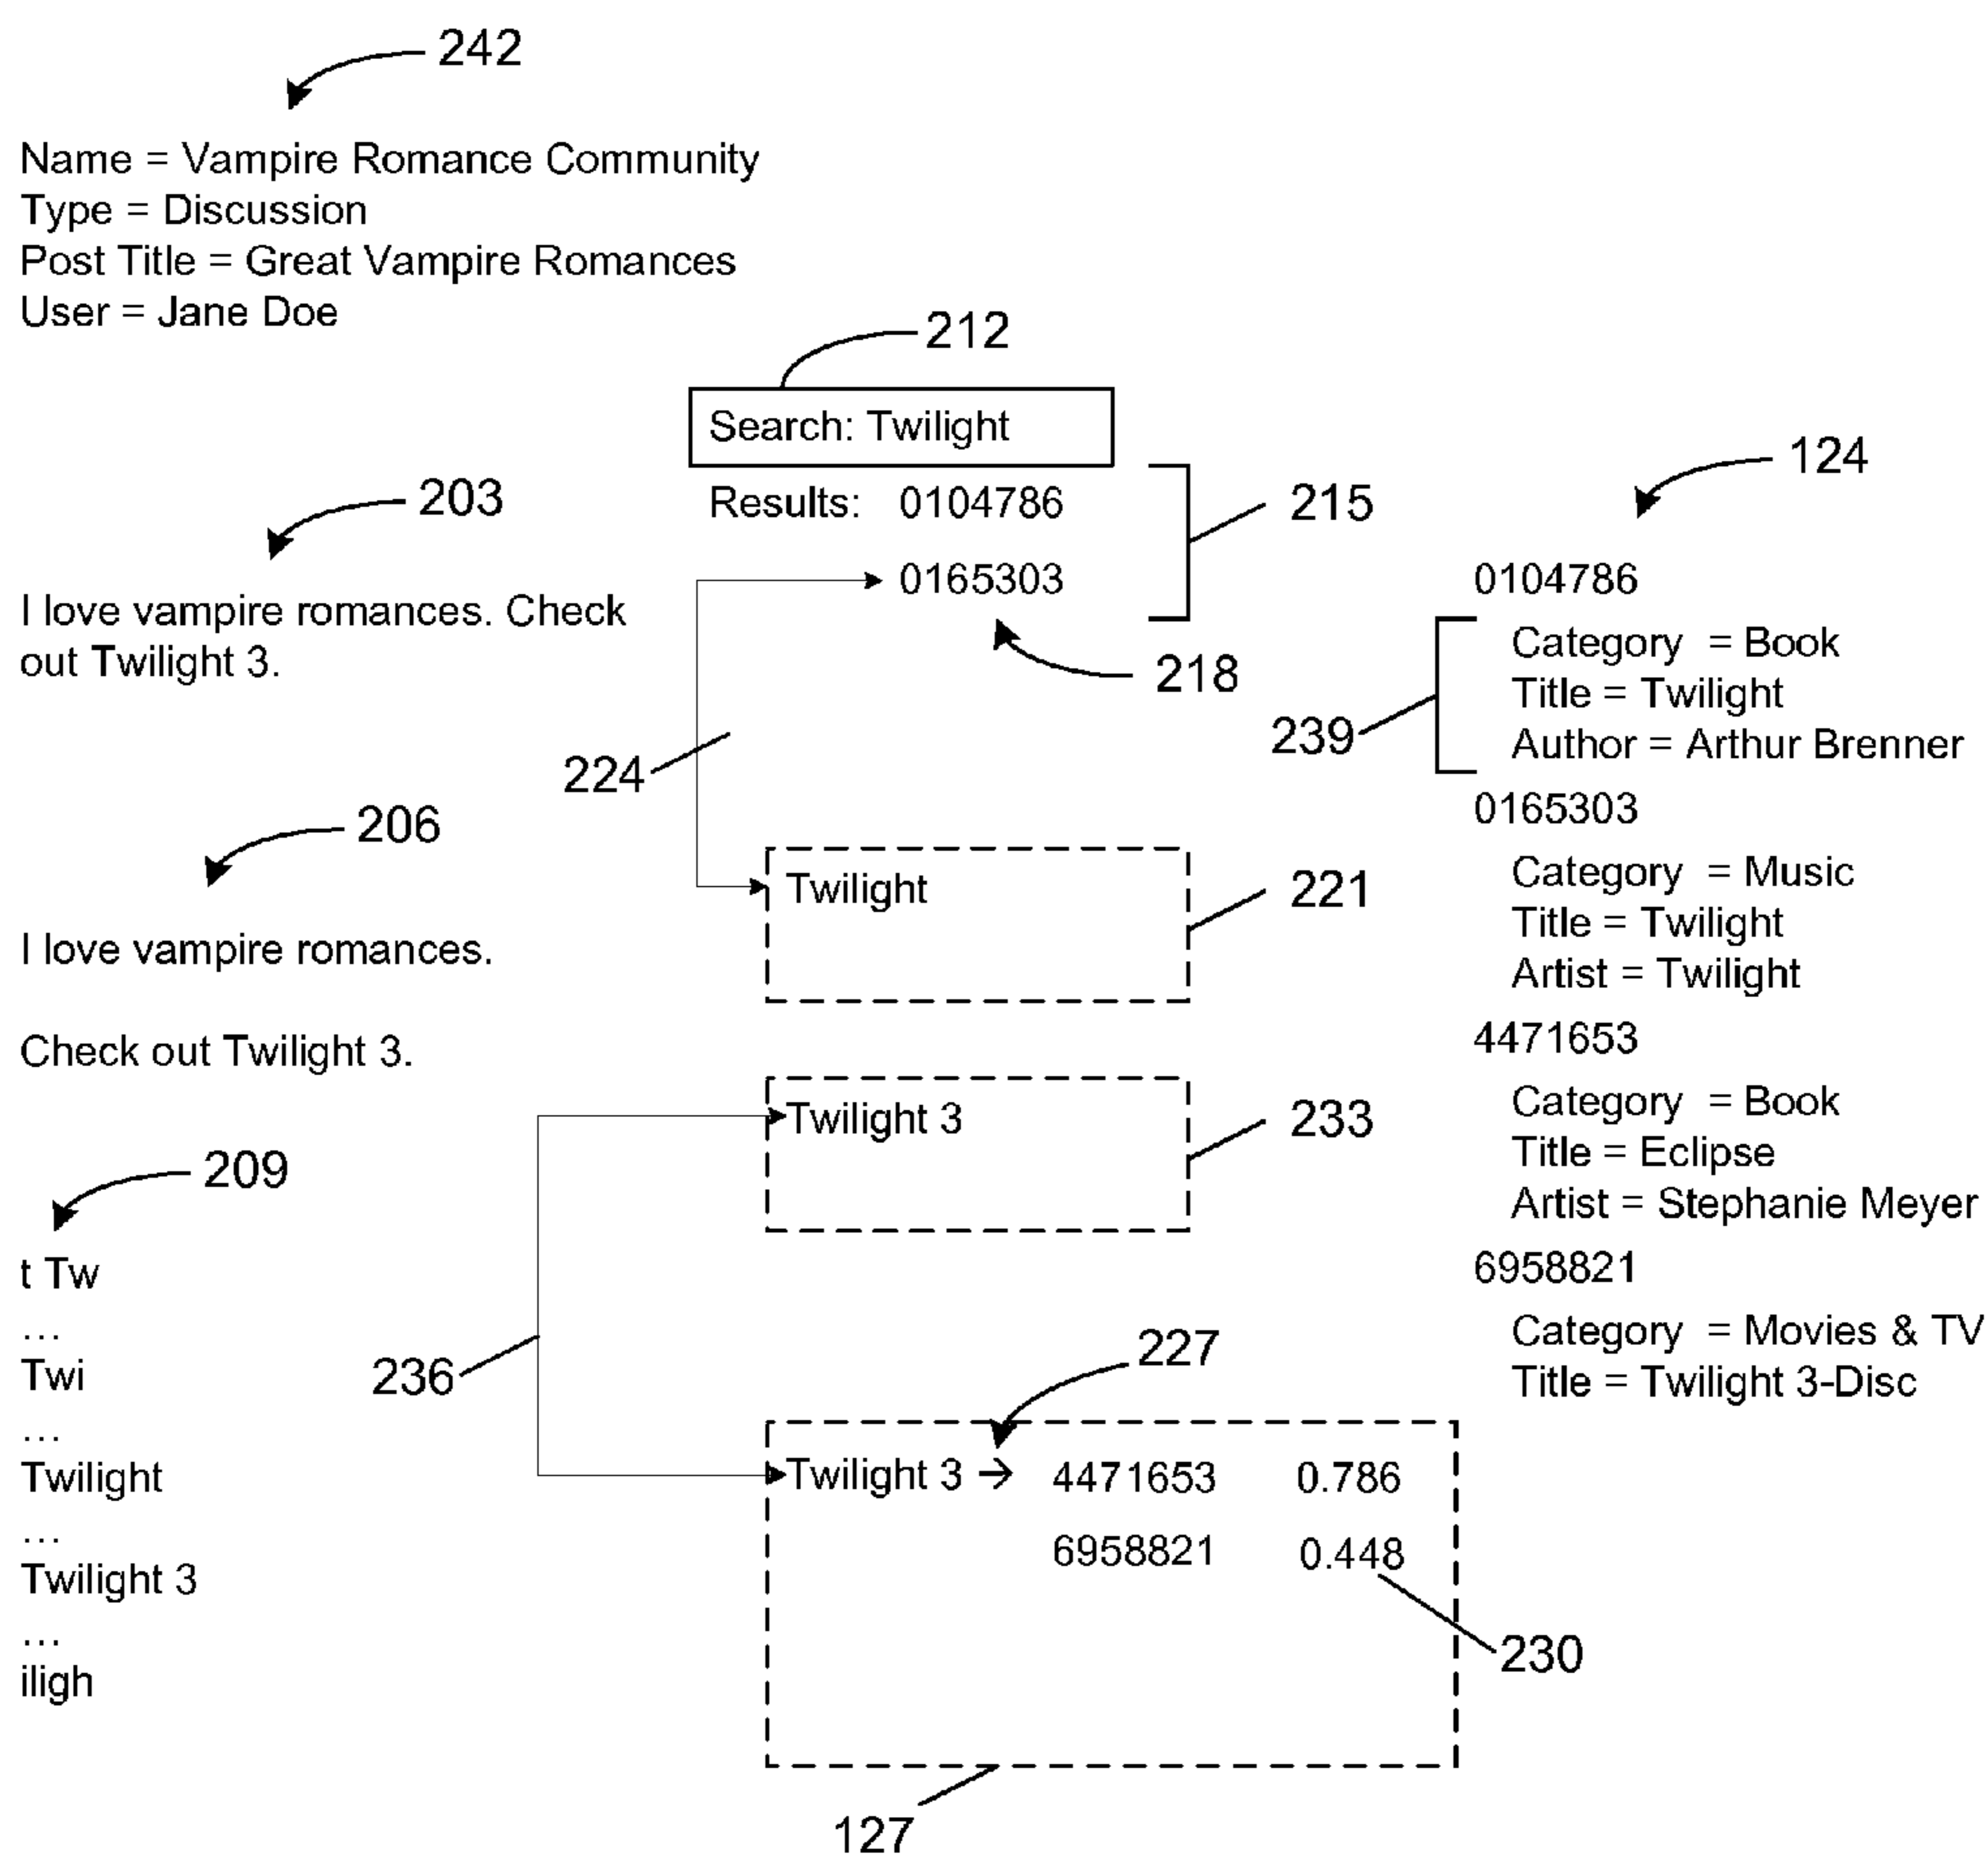 242
Name = Vampire Romance Community
Type = Discussion
Post Title = Great Vampire Romances
User = Jane Doe
212
Search: Twilight
Results: 0104786
0165303
215
218
203
I love vampire romances. Check
out Twilight 3.
224
206
I love vampire romances.
Check out Twilight 3.
Twilight
221
Twilight 3
233
209
t Tw
...
Twi
...
Twilight
...
Twilight 3
...
iligh
236
227
Twilight 3 → 4471653 0.786
6958821 0.448
230
127
124
0104786
Category = Book
Title = Twilight
Author = Arthur Brenner
239
0165303
Category = Music
Title = Twilight
Artist = Twilight
4471653
Category = Book
Title = Eclipse
Artist = Stephanie Meyer
6958821
Category = Movies & TV
Title = Twilight 3-Disc